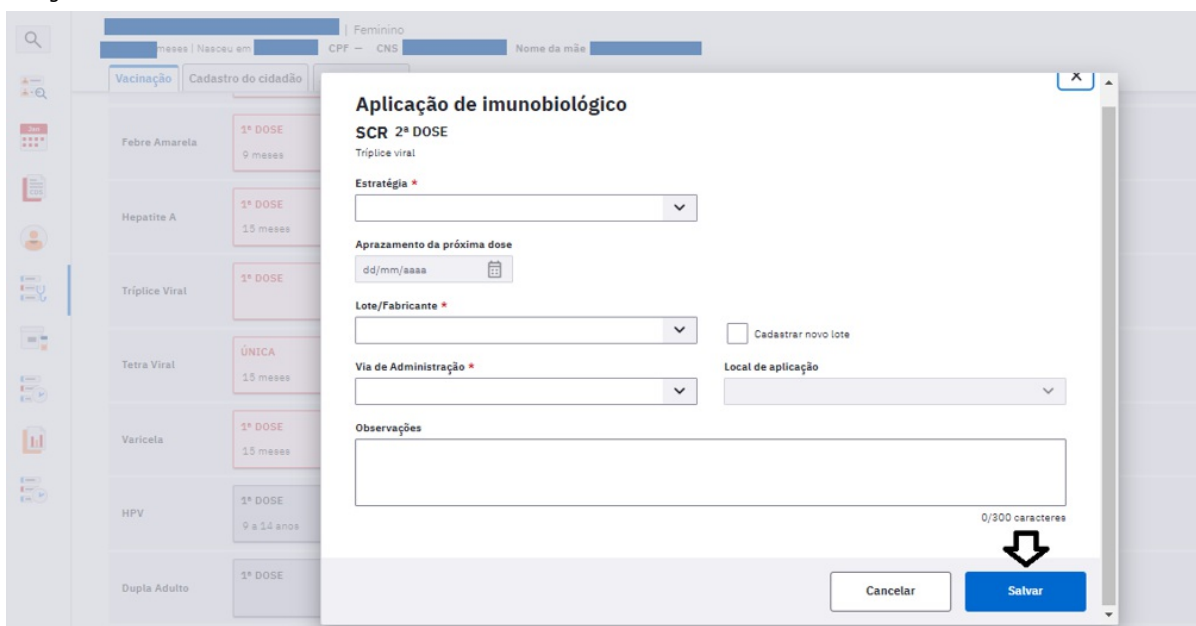 | Feminino
meses | Nasceu em CPF — CNS Nome da mãe
Vacinação Cadastro do cidadão
Febre Amarela
1ª DOSE
9 meses
Hepatite A
1ª DOSE
15 meses
Tríplice Viral
1ª DOSE
Tetra Viral
ÚNICA
15 meses
Varicela
1ª DOSE
15 meses
HPV
1ª DOSE
9 a 14 anos
Dupla Adulto
1ª DOSE
X
Aplicação de imunobiológico
SCR 2ª DOSE
Tríplice viral
Estratégia *
Aprazamento da próxima dose
dd/mm/aaaa
Lote/Fabricante *
Cadastrar novo lote
Via de Administração * Local de aplicação
Observações
0/300 caracteres
Cancelar Salvar